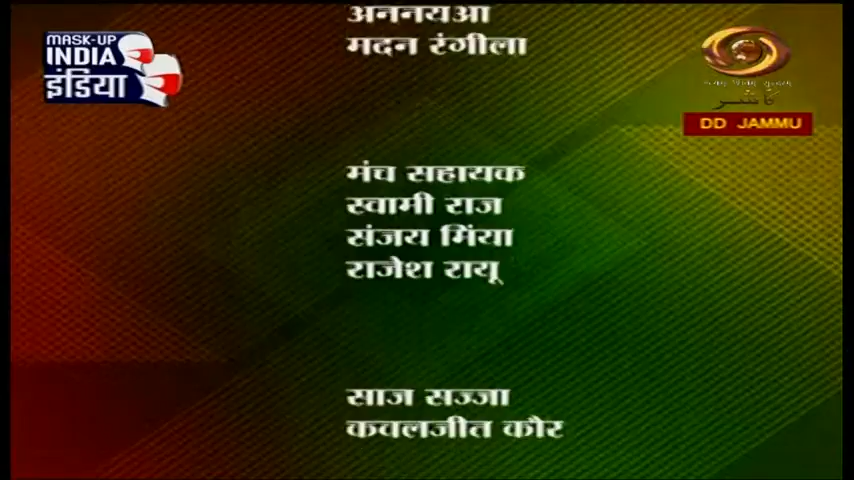 MASK-UP
INDIA
इंडिया
अननयआ
मदन रंगीला
DD JAMMU
मंच सहायक
स्वामी राज
संजय मिंया
राजेश रायू
साज सज्जा
कवलजीत कौर